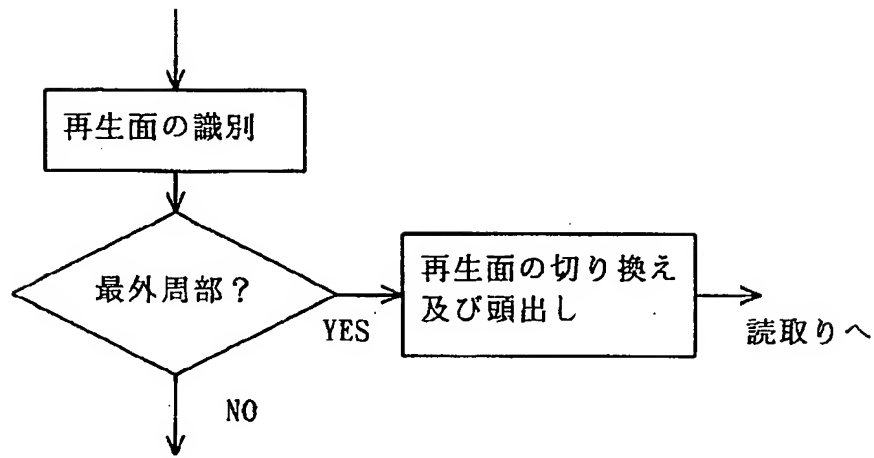 再生面の識別
最外周部？
YES
再生面の切り換え
及び頭出し
読取りへ
NO